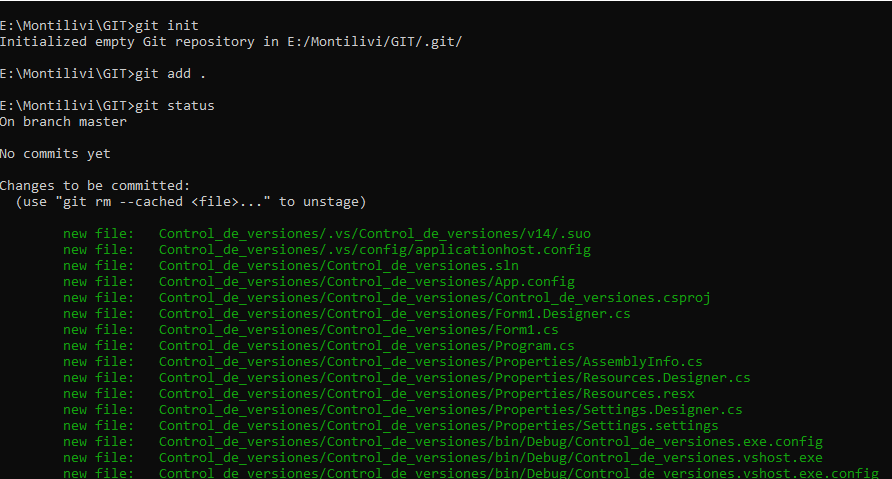 E:\Montilivi\GIT>git init
Initialized empty Git repository in E:/Montilivi/GIT/.git/
E:\Montilivi\GIT>git add .
E:\Montilivi\GIT>git status
On branch master
No commits yet
Changes to be committed:
  (use "git rm --cached <file>..." to unstage)
        new file:   Control_de_versiones/.vs/Control_de_versiones/v14/.suo
        new file:   Control_de_versiones/.vs/config/applicationhost.config
        new file:   Control_de_versiones/Control_de_versiones.sln
        new file:   Control_de_versiones/Control_de_versiones/App.config
        new file:   Control_de_versiones/Control_de_versiones/Control_de_versiones.csproj
        new file:   Control_de_versiones/Control_de_versiones/Form1.Designer.cs
        new file:   Control_de_versiones/Control_de_versiones/Form1.cs
        new file:   Control_de_versiones/Control_de_versiones/Program.cs
        new file:   Control_de_versiones/Control_de_versiones/Properties/AssemblyInfo.cs
        new file:   Control_de_versiones/Control_de_versiones/Properties/Resources.Designer.cs
        new file:   Control_de_versiones/Control_de_versiones/Properties/Resources.resx
        new file:   Control_de_versiones/Control_de_versiones/Properties/Settings.Designer.cs
        new file:   Control_de_versiones/Control_de_versiones/Properties/Settings.settings
        new file:   Control_de_versiones/Control_de_versiones/bin/Debug/Control_de_versiones.exe.config
        new file:   Control_de_versiones/Control_de_versiones/bin/Debug/Control_de_versiones.vshost.exe
        new file:   Control_de_versiones/Control_de_versiones/bin/Debug/Control_de_versiones.vshost.exe.config